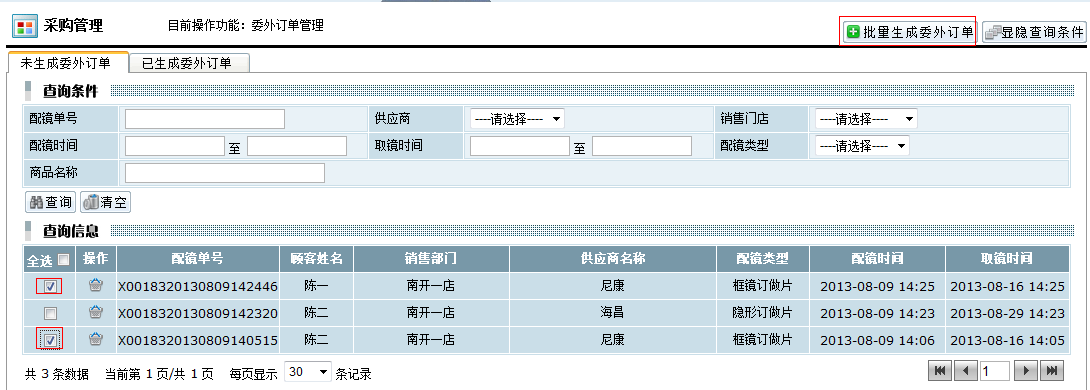 采购管理 目前操作功能：委外订单管理 批量生成委外订单 显隐查询条件
未生成委外订单 已生成委外订单
查询条件
配镜单号 供应商 ----请选择---- 销售门店 ----请选择----
配镜时间 至 取镜时间 至 配镜类型 ----请选择----
商品名称
查询 清空
查询信息
全选 操作 配镜单号 顾客姓名 销售部门 供应商名称 配镜类型 配镜时间 取镜时间
X00183201308091​42446 陈一 南开一店 尼康 框镜订做片 2013-08-09 14:25 2013-08-16 14:25
X00183201308091​42320 陈二 南开一店 海昌 隐形订做片 2013-08-09 14:23 2013-08-29 14:23
X00183201308091​40515 陈二 南开一店 尼康 框镜订做片 2013-08-09 14:06 2013-08-16 14:05
共 3 条数据 当前第 1 页/共 1 页 每页显示 30 条记录 1